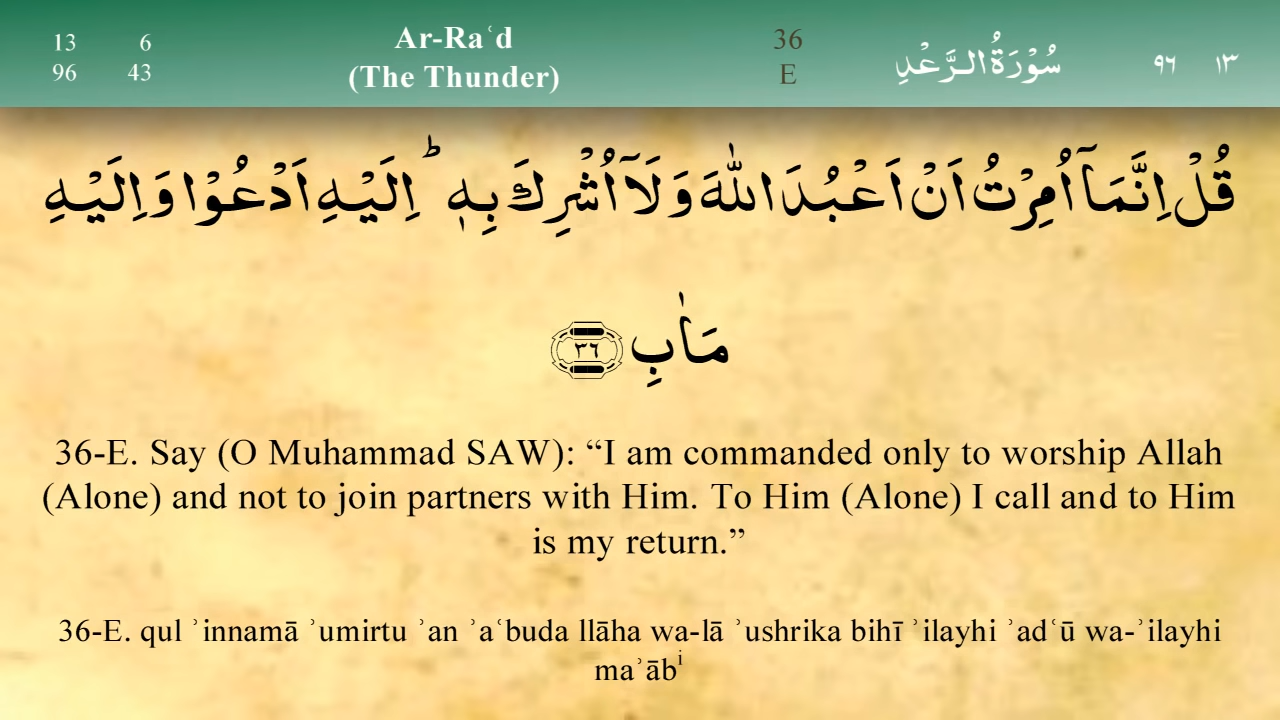 13 6 Ar-Raʿd 36 سُوْرَةُ الرَّعْدِ ٩٦ ١٣
96 43 (The Thunder) E
قُلْ اِنَّمَآ اُمِرْتُ اَنْ اَعْبُدَ اللّٰهَ وَلَآ اُشْرِكَ بِهٖ ؕ اِلَيْهِ اَدْعُوْا وَاِلَيْهِ
مَاٰبِ ٣٦
36-E. Say (O Muhammad SAW): “I am commanded only to worship Allah
(Alone) and not to join partners with Him. To Him (Alone) I call and to Him
is my return.”
36-E. qul ʾinnamā ʾumirtu ʾan ʾaʿbuda llāha wa-lā ʾushrika bihī ʾilayhi ʾadʿū wa-ʾilayhi
maʾābⁱ